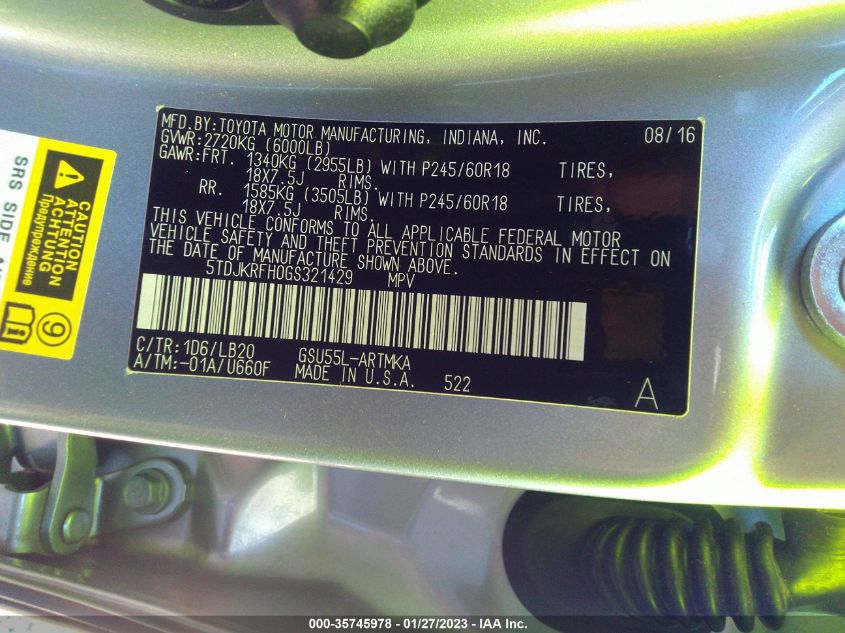 MFD.BY:TOYOTA MOTOR MANUFACTURING, INDIANA, INC. 08/16
GVWR:2720KG (6000LB)
GAWR:FRT. 1340KG (2955LB) WITH P245/60R18 TIRES,
18X7.5J RIMS.
RR. 1585KG (3505LB) WITH P245/60R18 TIRES,
18X7.5J RIMS.
THIS VEHICLE CONFORMS TO ALL APPLICABLE FEDERAL MOTOR
VEHICLE SAFETY AND THEFT PREVENTION STANDARDS IN EFFECT ON
THE DATE OF MANUFACTURE SHOWN ABOVE.
5TDJKRFH0GS321429 MPV
C/TR:1D6/LB20 GSU55L-ARTMKA
A/TM:-01A/U660F MADE IN U.S.A. 522
A
SRS SIDE
CAUTION
ATTENTION
ACHTUNG
Предупреждение
9
000-35745978 - 01/27/2023 - IAA Inc.